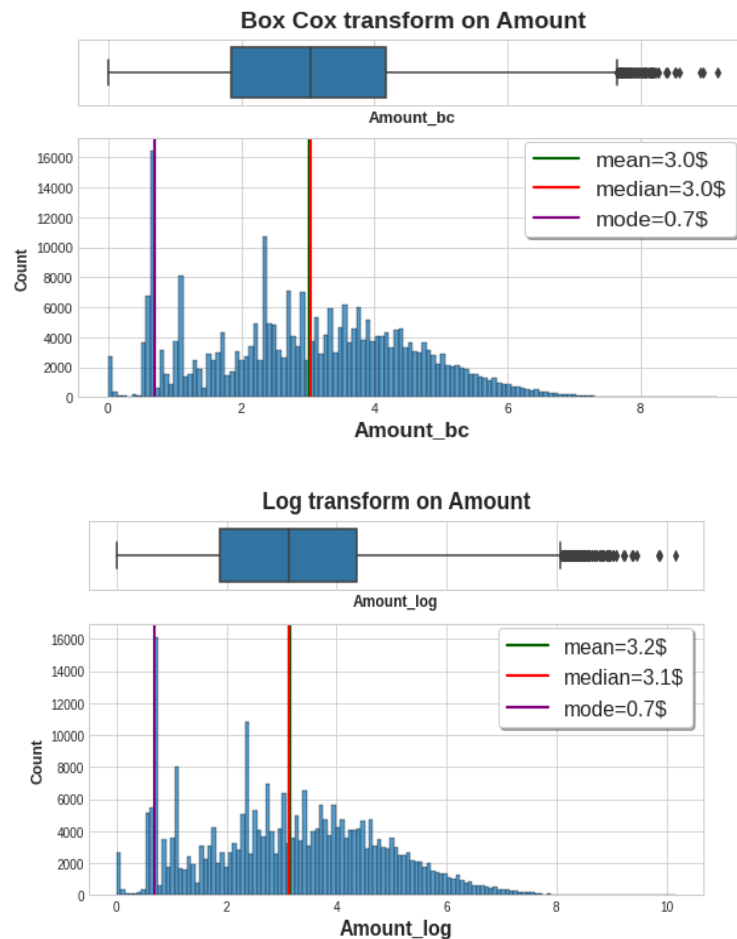 Box Cox transform on Amount
Amount_bc
mean=3.0$
median=3.0$
mode=0.7$
16000
14000
12000
10000
8000
6000
4000
2000
0
Count
0 2 4 6 8
Amount_bc
Log transform on Amount
Amount_log
mean=3.2$
median=3.1$
mode=0.7$
16000
14000
12000
10000
8000
6000
4000
2000
0
Count
0 2 4 6 8 10
Amount_log